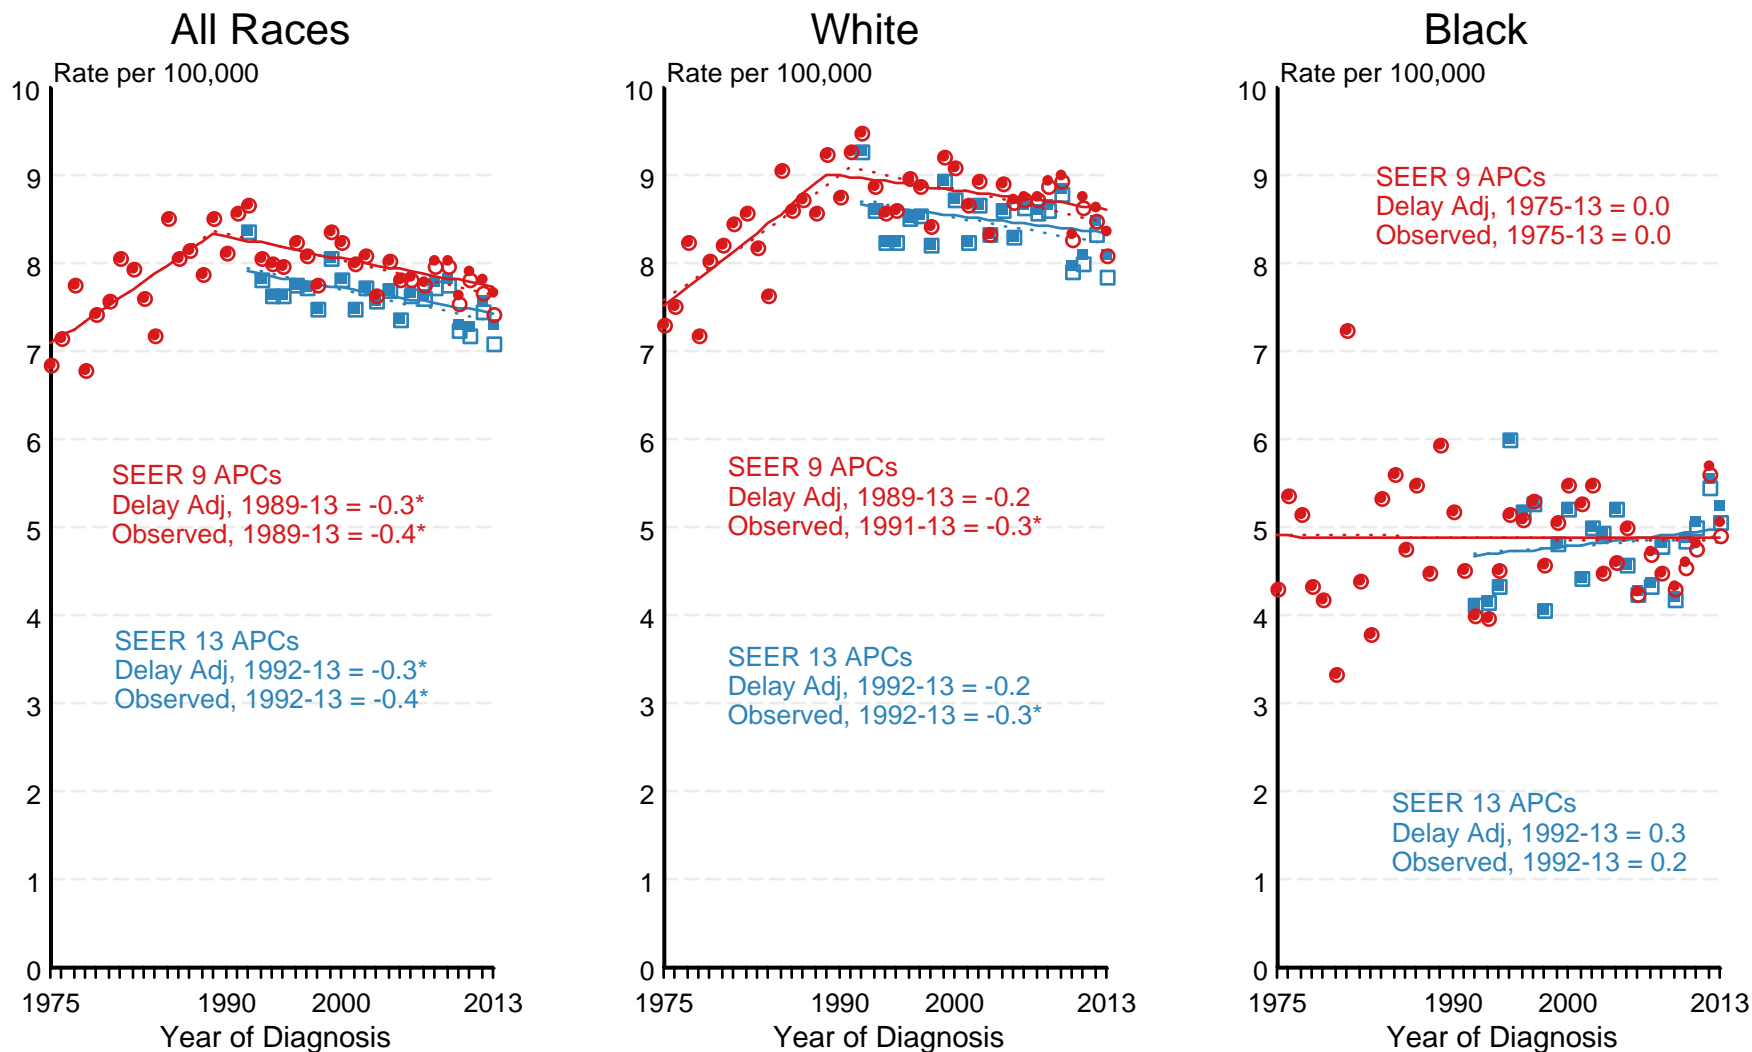 All Races
Rate per 100,000
10
9
8
7
6
5
4
3
2
1
0
SEER 9 APCs
Delay Adj, 1989-13 = -0.3*
Observed, 1989-13 = -0.4*
SEER 13 APCs
Delay Adj, 1992-13 = -0.3*
Observed, 1992-13 = -0.4*
1975 1990 2000 2013
Year of Diagnosis
White
Rate per 100,000
10
9
8
7
6
5
4
3
2
1
0
SEER 9 APCs
Delay Adj, 1989-13 = -0.2
Observed, 1991-13 = -0.3*
SEER 13 APCs
Delay Adj, 1992-13 = -0.2
Observed, 1992-13 = -0.3*
1975 1990 2000 2013
Year of Diagnosis
Black
Rate per 100,000
10
9
8
7
6
5
4
3
2
1
0
SEER 9 APCs
Delay Adj, 1975-13 = 0.0
Observed, 1975-13 = 0.0
SEER 13 APCs
Delay Adj, 1992-13 = 0.3
Observed, 1992-13 = 0.2
1975 1990 2000 2013
Year of Diagnosis